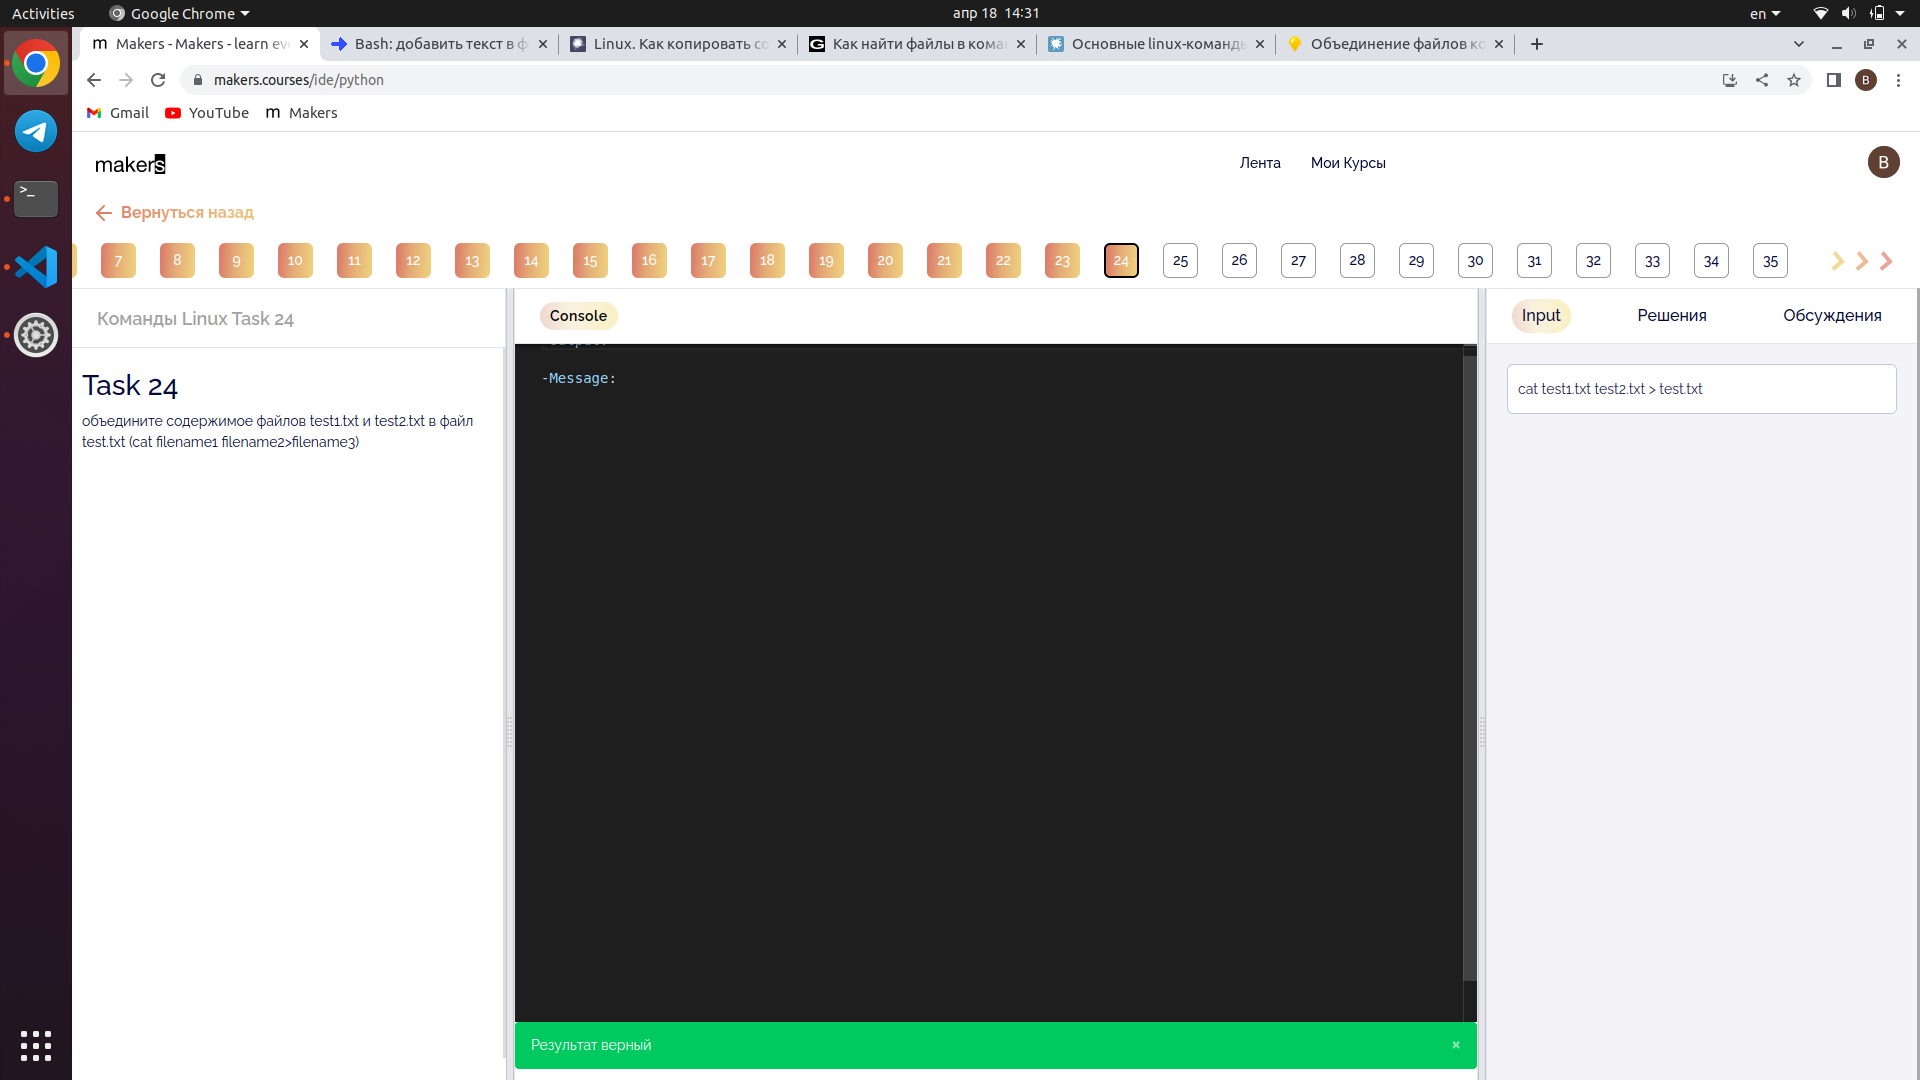 Activities
Google Chrome
апр 18 14:31
en
Makers - Makers - learn ev
Bash: добавить текст в ф
Linux. Как копировать со
Как найти файлы в кома
Основные linux-команды
Объединение файлов ко
makers.courses/ide/python
B
Gmail
YouTube
Makers
makers
Лента
Мои Курсы
B
Вернуться назад
7 8 9 10 11 12 13 14 15 16 17 18 19 20 21 22 23 24 25 26 27 28 29 30 31 32 33 34 35
Команды Linux Task 24
Console
Input
Решения
Обсуждения
Task 24
объедините содержимое файлов test1.txt и test2.txt в файл
test.txt (cat filename1 filename2>filename3)
-Message:
cat test1.txt test2.txt > test.txt
Результат верный